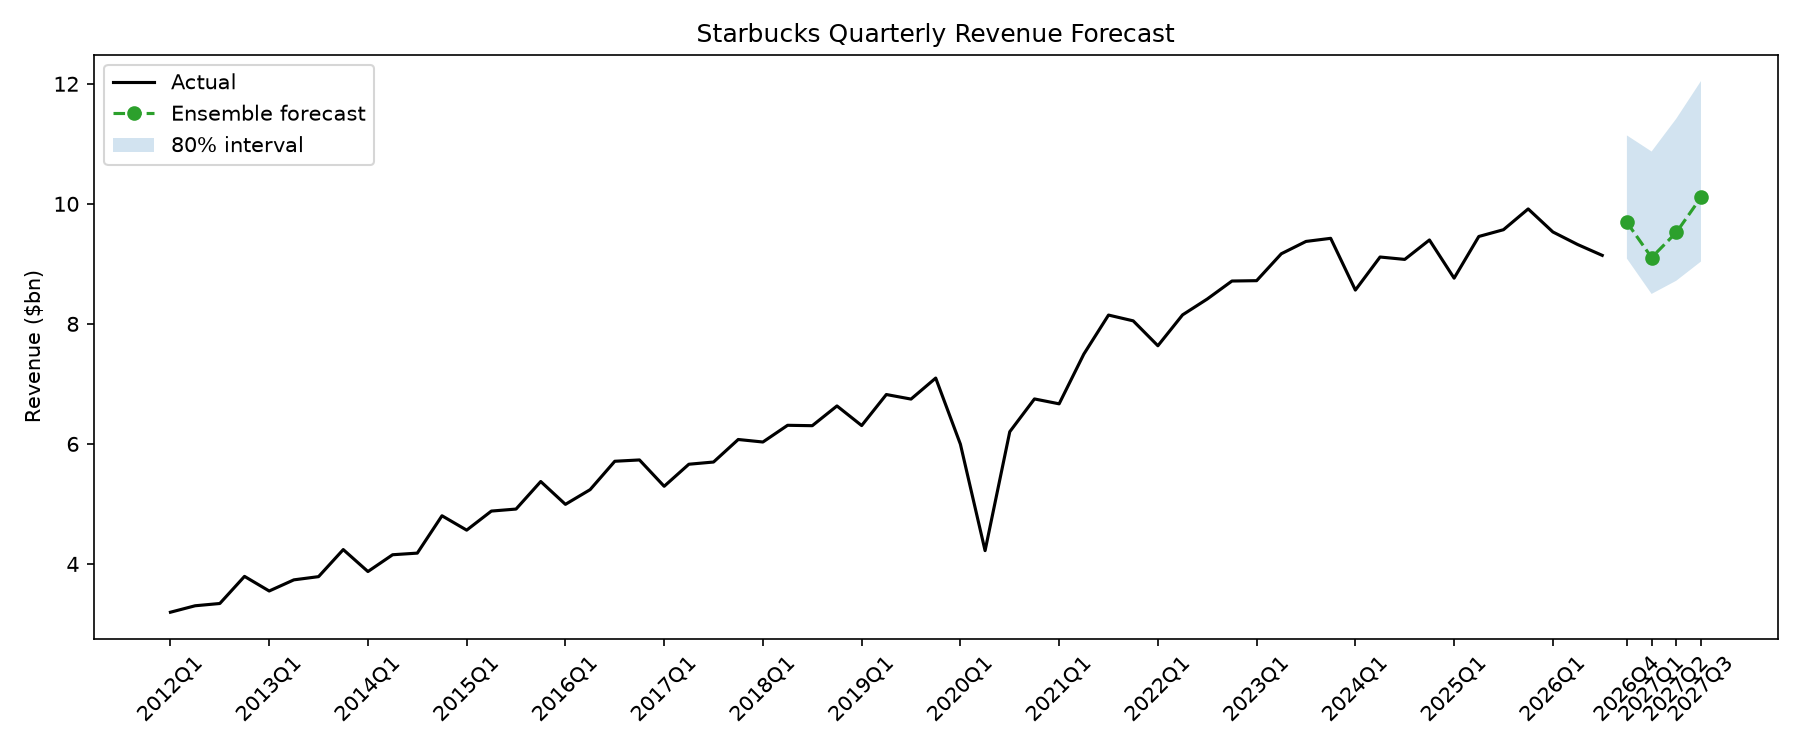 Starbucks Quarterly Revenue Forecast
Actual
Ensemble forecast
80% interval
Revenue ($bn)
12
10
8
6
4
2012Q1
2013Q1
2014Q1
2015Q1
2016Q1
2017Q1
2018Q1
2019Q1
2020Q1
2021Q1
2022Q1
2023Q1
2024Q1
2025Q1
2026Q1
2026Q4
2027Q1
2027Q2
2027Q3